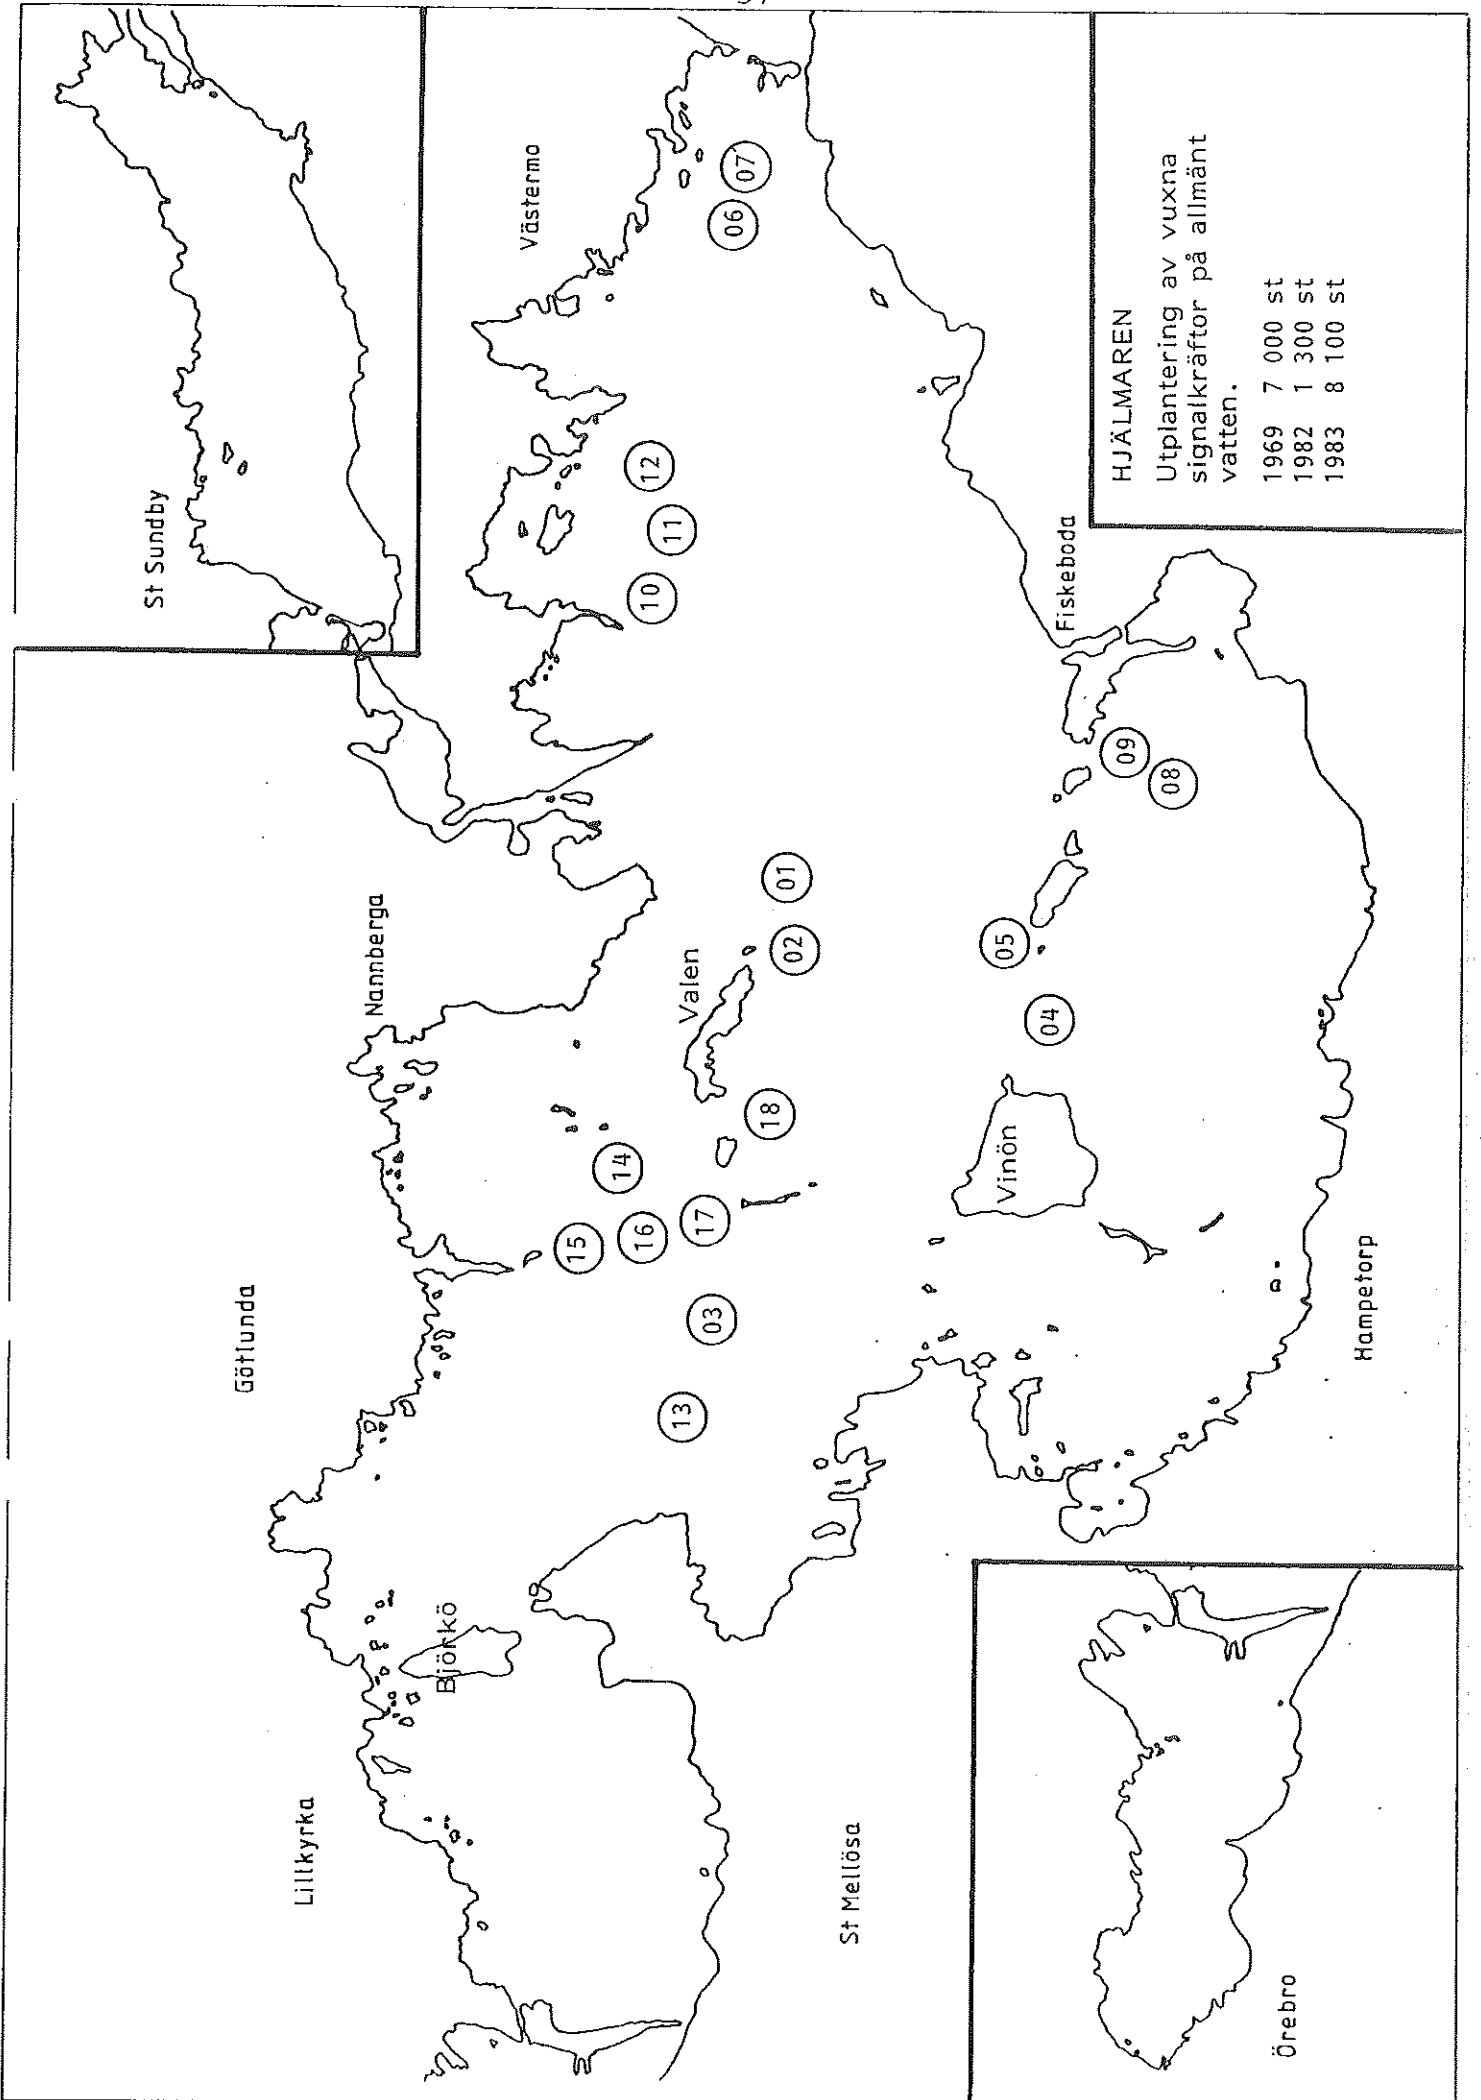 St Sundby
Västermo
Nannberga
Götlunda
Lillkyrka
Björkö
Valen
Vinön
St Mellösa
Örebro
Hampetorp
Fiskeboda
15
14
16
17
18
03
13
02
01
10
11
12
06
07
04
05
09
08
HJÄLMAREN
Utplantering av vuxna
signalkräftor på allmänt
vatten.
1969 7 000 st
1982 1 300 st
1983 8 100 st